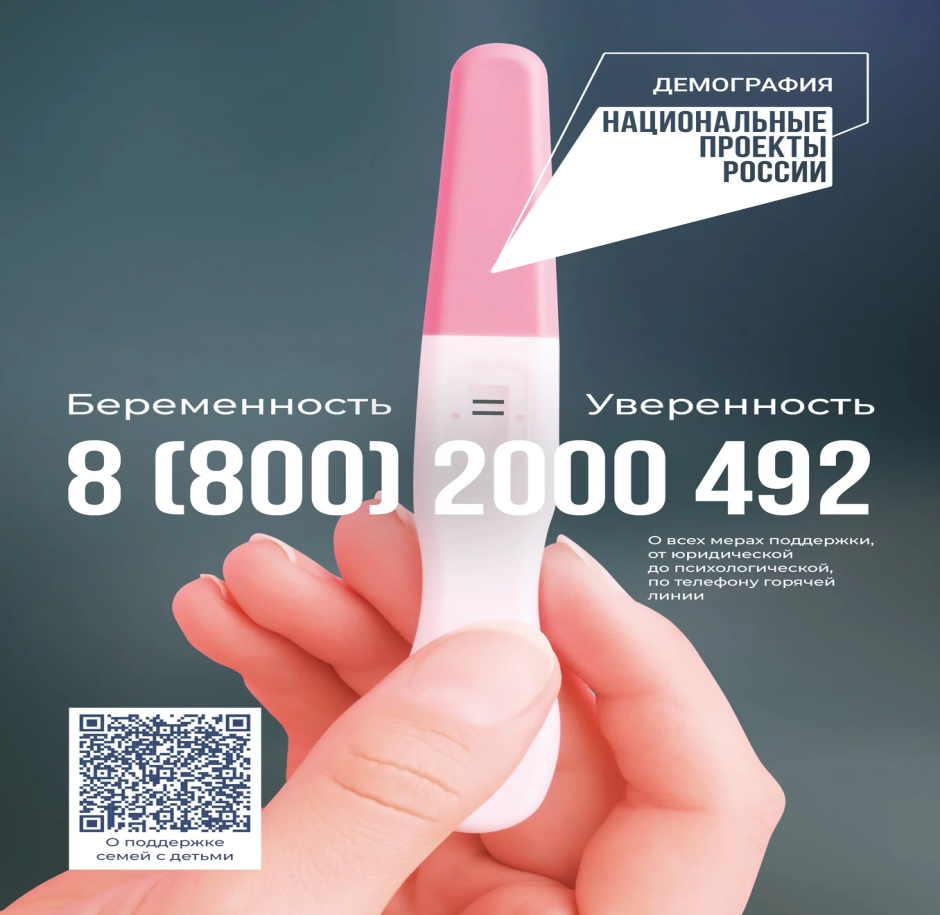 ДЕМОГРАФИЯ
НАЦИОНАЛЬНЫЕ
ПРОЕКТЫ
РОССИИ
Беременность = Уверенность
8 (800) 2000 492
О всех мерах поддержки,
от юридической
до психологической,
по телефону горячей
линии
О поддержке
семей с детьми